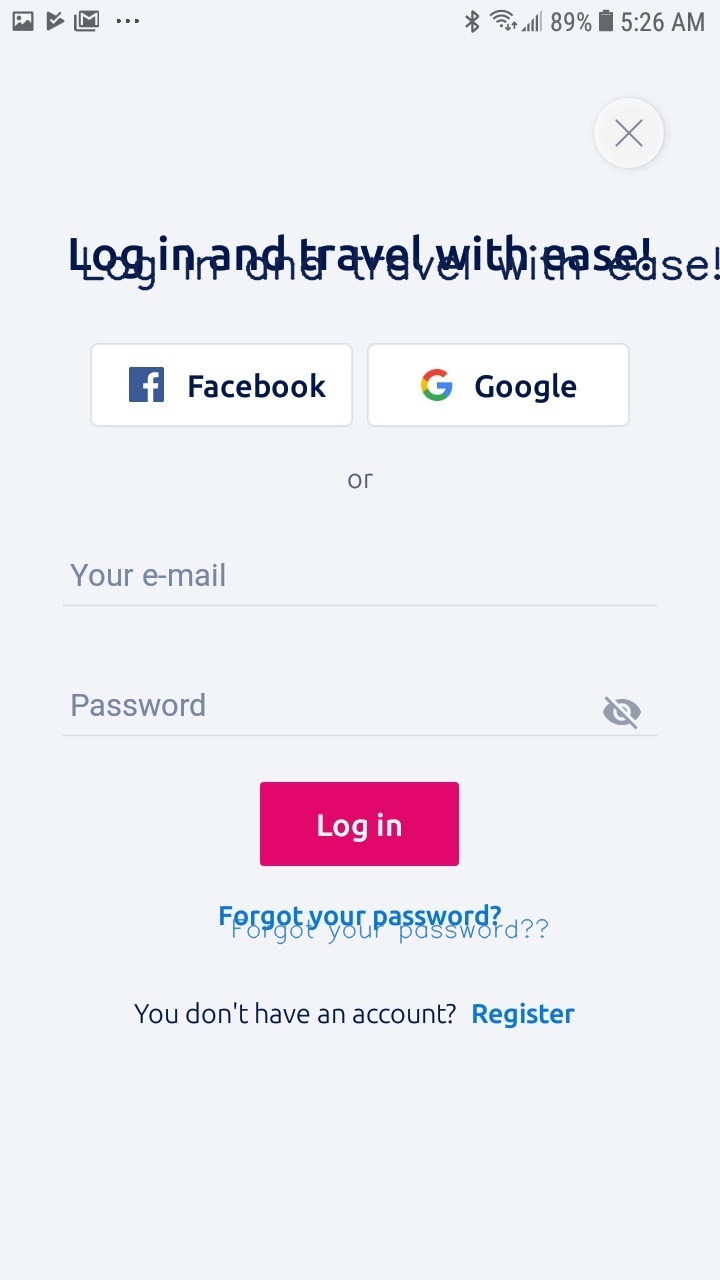 89% 5:26 AM
Log in and travel with ease!
Log in and travel with ease!
Facebook Google
or
Your e-mail
Password
Log in
Forgot your password?
Forgot your password??
You don't have an account? Register